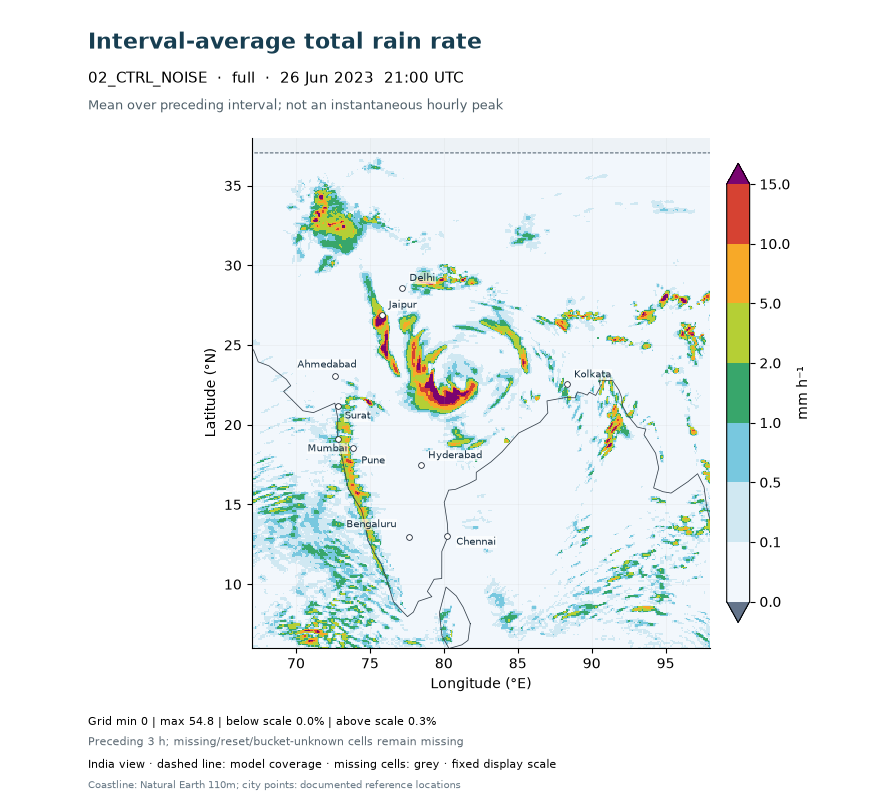 Interval-average total rain rate
02_CTRL_NOISE · full · 26 Jun 2023 21:00 UTC
Mean over preceding interval; not an instantaneous hourly peak
35
30
25
20
15
10
Latitude (°N)
70
75
80
85
90
95
Longitude (°E)
Delhi
Jaipur
Ahmedabad
Kolkata
Surat
Mumbai
Pune
Hyderabad
Bengaluru
Chennai
15.0
10.0
5.0
2.0
1.0
0.5
0.1
0.0
mm h⁻¹
Grid min 0 | max 54.8 | below scale 0.0% | above scale 0.3%
Preceding 3 h; missing/reset/bucket-unknown cells remain missing
India view · dashed line: model coverage · missing cells: grey · fixed display scale
Coastline: Natural Earth 110m; city points: documented reference locations